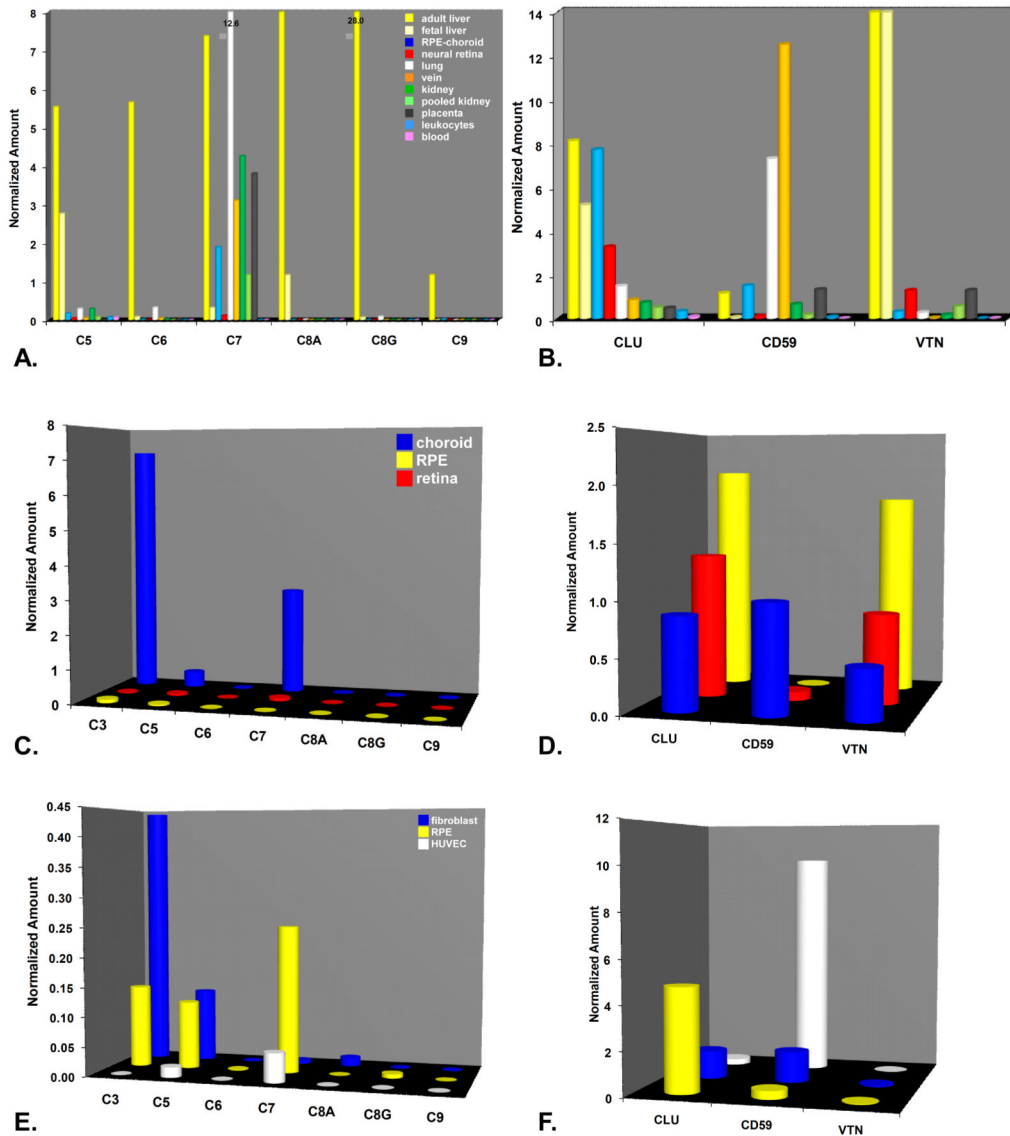 8
7
6
5
4
3
2
1
0
Normalized Amount
12.6
28.0
adult liver
fetal liver
RPE-choroid
neural retina
lung
vein
kidney
pooled kidney
placenta
leukocytes
blood
C5 C6 C7 C8A C8G C9
A.
14
12
10
8
6
4
2
0
Normalized Amount
CLU CD59 VTN
B.
8
7
6
5
4
3
2
1
0
Normalized Amount
choroid
RPE
retina
C3 C5 C6 C7 C8A C8G C9
C.
2.5
2.0
1.5
1.0
0.5
0.0
Normalized Amount
CLU CD59 VTN
D.
0.45
0.40
0.35
0.30
0.25
0.20
0.15
0.10
0.05
0.00
Normalized Amount
fibroblast
RPE
HUVEC
C3 C5 C6 C7 C8A C8G C9
E.
12
10
8
6
4
2
0
Normalized Amount
CLU CD59 VTN
F.